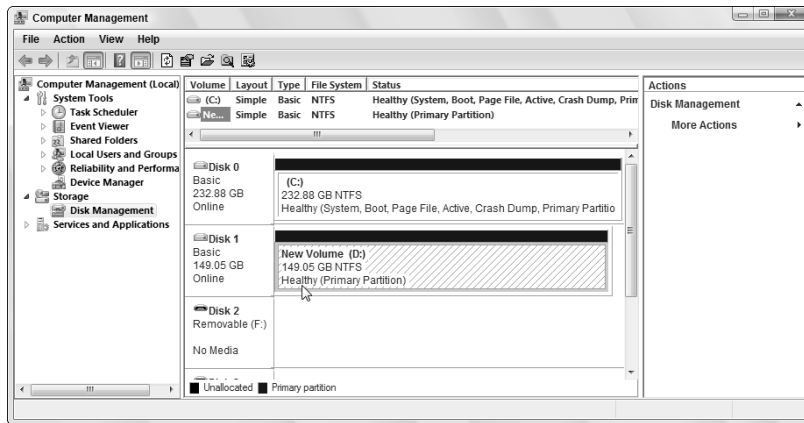 Computer Management
File Action View Help
Computer Management (Local)
System Tools
Task Scheduler
Event Viewer
Shared Folders
Local Users and Groups
Reliability and Performa
Device Manager
Storage
Disk Management
Services and Applications
Volume Layout Type File System Status
(C:) Simple Basic NTFS Healthy (System, Boot, Page File, Active, Crash Dump, Prim
Ne... Simple Basic NTFS Healthy (Primary Partition)
Disk 0
Basic
232.88 GB
Online
(C:)
232.88 GB NTFS
Healthy (System, Boot, Page File, Active, Crash Dump, Primary Partitio
Disk 1
Basic
149.05 GB
Online
New Volume (D:)
149.05 GB NTFS
Healthy (Primary Partition)
Disk 2
Removable (F:)
No Media
Unallocated Primary partition
Actions
Disk Management
More Actions